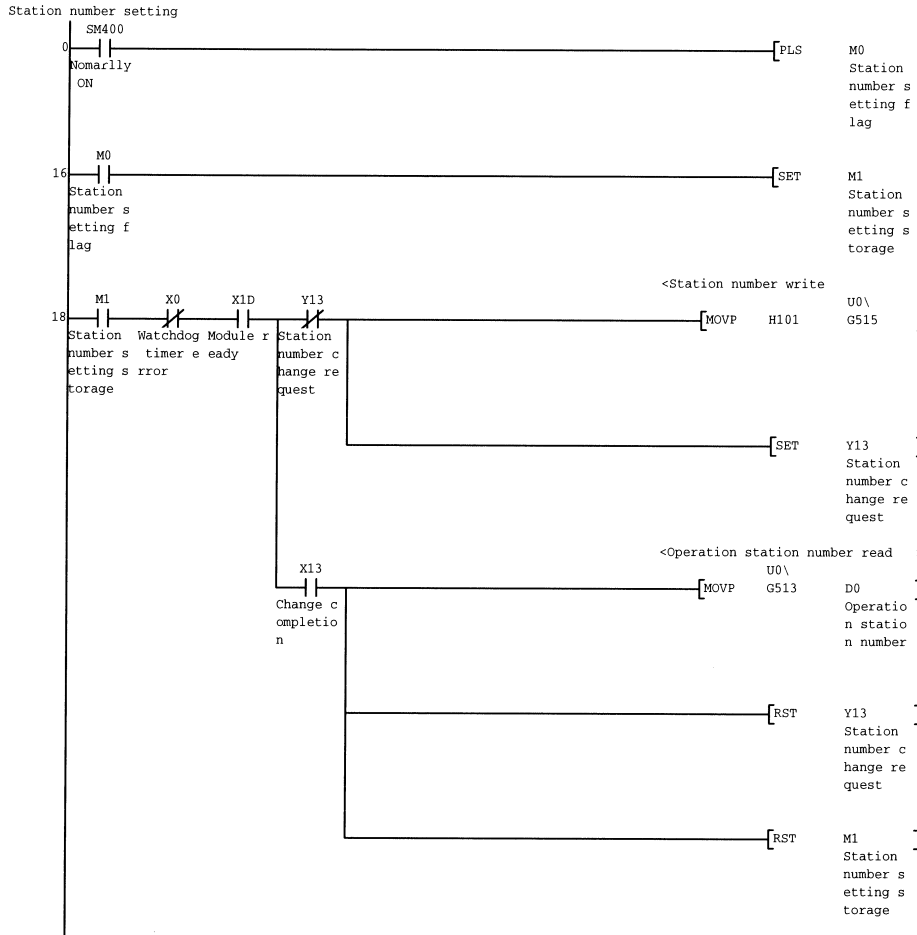 Station number setting
SM400
0
PLS M0
Nomarlly
ON
Station
number s
etting f
lag
M0
16
SET M1
Station
number s
etting f
lag
Station
number s
etting s
torage
<Station number write
M1 X0 X1D Y13
U0\
18
MOVP H101 G515
Station
number s
etting s
torage
Watchdog
timer e
rror
Module r
eady
Station
number c
hange re
quest
SET Y13
Station
number c
hange re
quest
<Operation station number read
X13
U0\
MOVP G513 D0
Change c
ompletio
n
Operatio
n statio
n number
RST Y13
Station
number c
hange re
quest
RST M1
Station
number s
etting s
torage